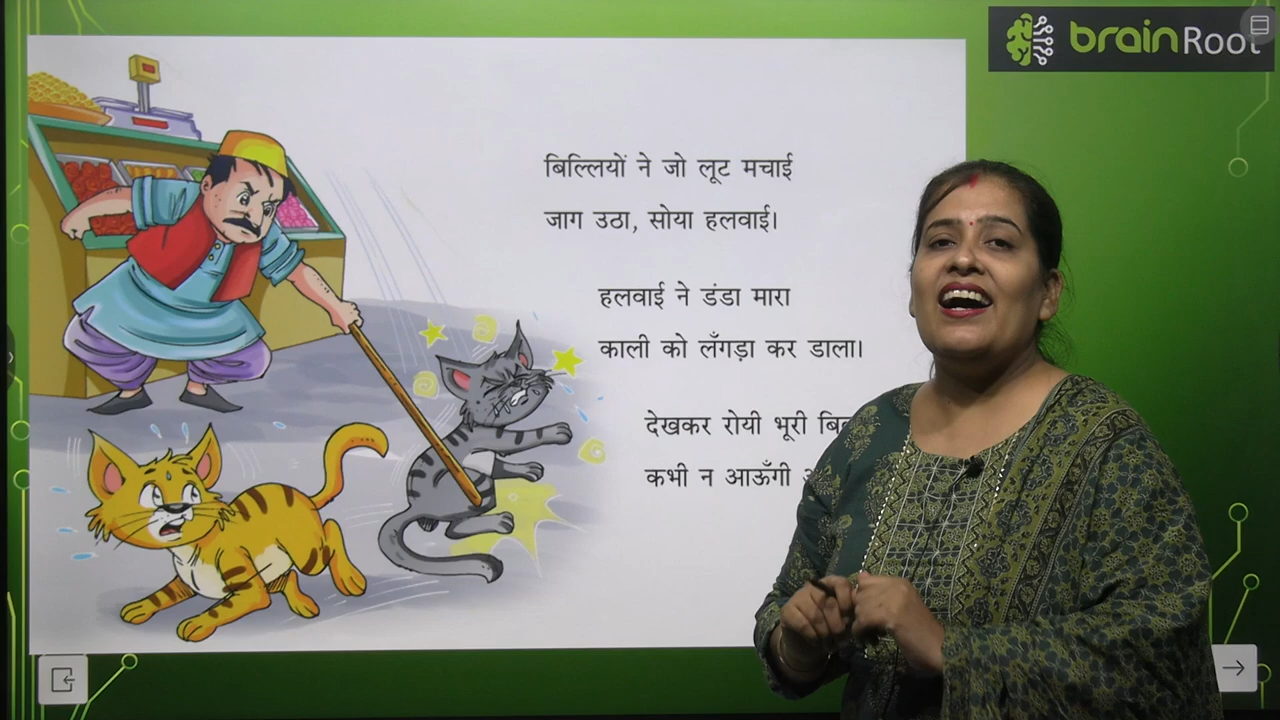 brainRoot
बिल्लियों ने जो लूट मचाई
जाग उठा, सोया हलवाई।
हलवाई ने डंडा मारा
काली को लँगड़ा कर डाला।
देखकर रोयी भूरी
कभी न आऊँगी